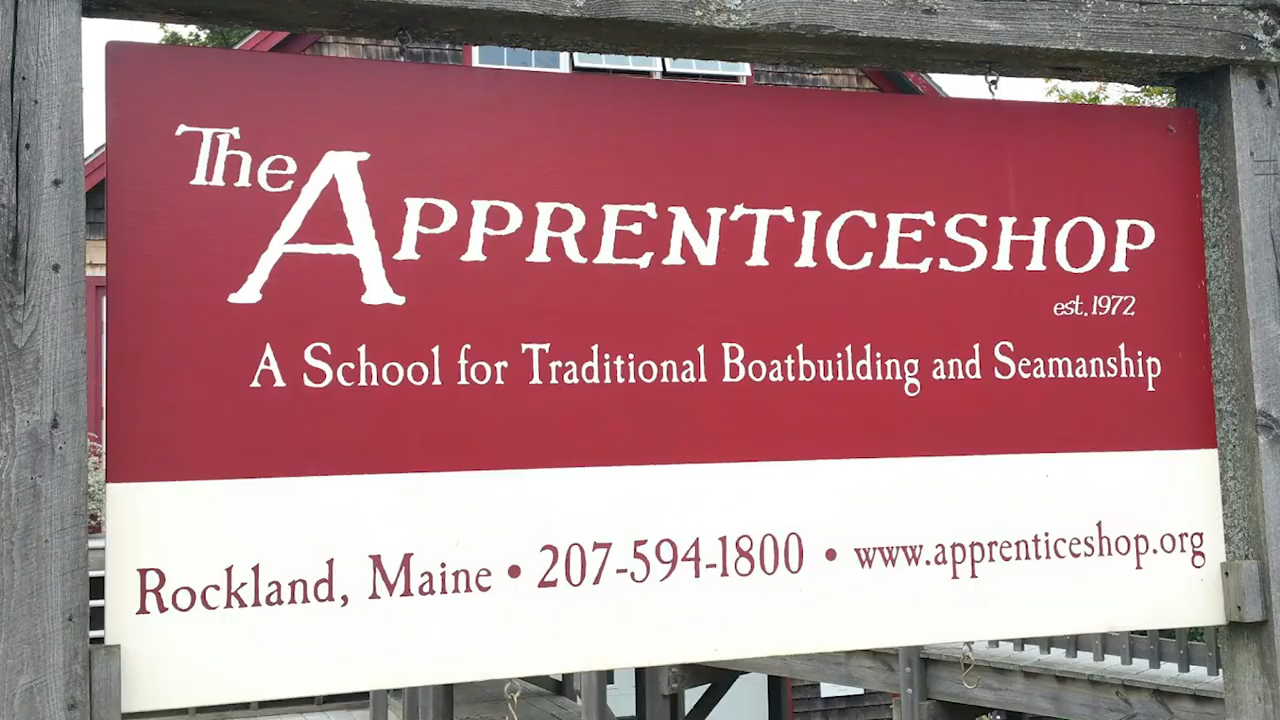 The Apprenticeshop
est. 1972
A School for Traditional Boatbuilding and Seamanship
Rockland, Maine • 207-594-1800 • www.apprenticeshop.org